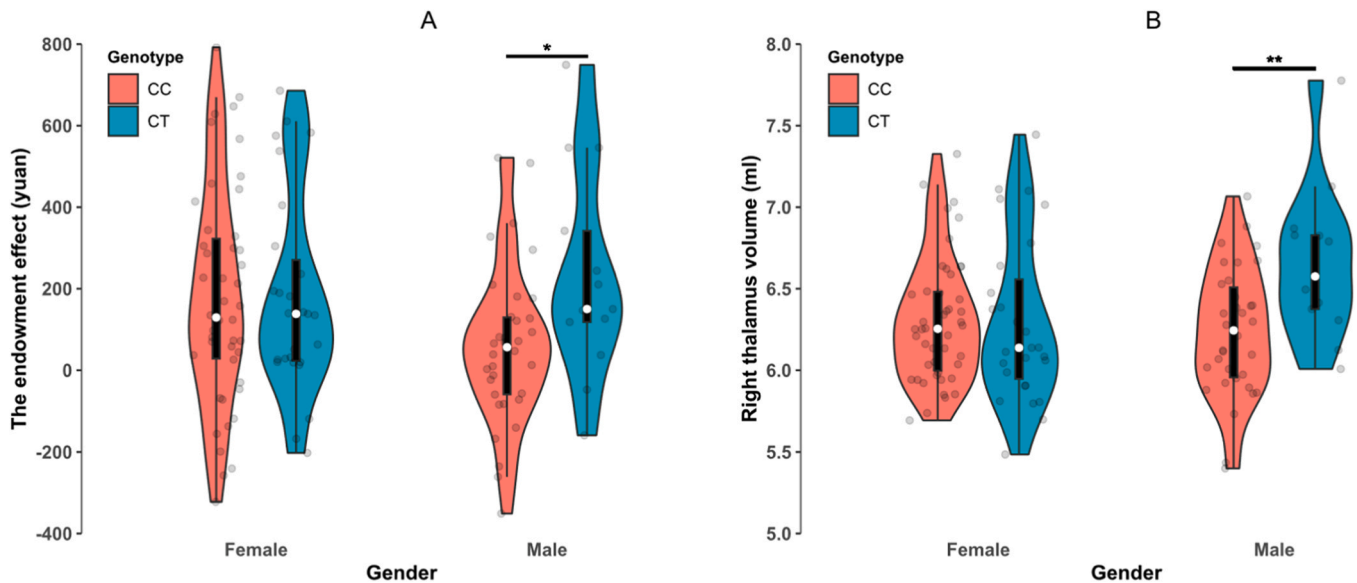 A
The endowment effect (yuan)
800
600
400
200
0
-200
-400
Genotype
CC
CT
*
Female
Male
Gender
B
Right thalamus volume (ml)
8.0
7.5
7.0
6.5
6.0
5.5
5.0
Genotype
CC
CT
**
Female
Male
Gender